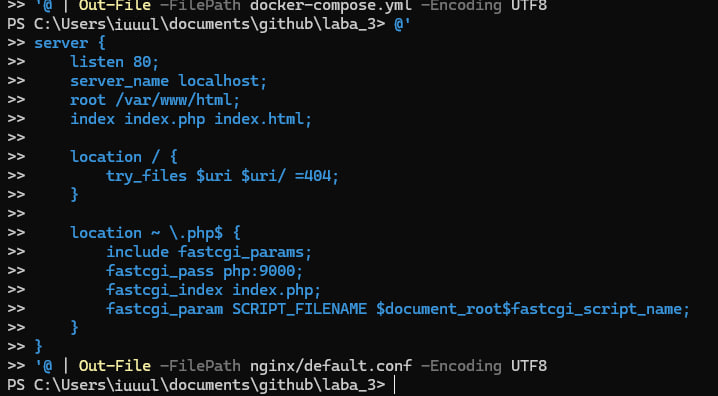 >> '@ | Out-File -FilePath docker-compose.yml -Encoding UTF8
PS C:\Users\iuuul\documents\github\laba_3> @'
>> server {
>>     listen 80;
>>     server_name localhost;
>>     root /var/www/html;
>>     index index.php index.html;
>>
>>     location / {
>>         try_files $uri $uri/ =404;
>>     }
>>
>>     location ~ \.php$ {
>>         include fastcgi_params;
>>         fastcgi_pass php:9000;
>>         fastcgi_index index.php;
>>         fastcgi_param SCRIPT_FILENAME $document_root$fastcgi_script_name;
>>     }
>> }
>> '@ | Out-File -FilePath nginx/default.conf -Encoding UTF8
PS C:\Users\iuuul\documents\github\laba_3>